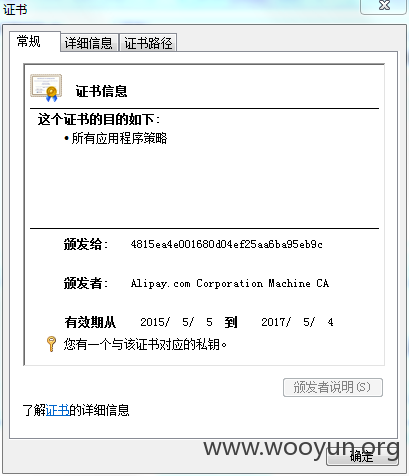 证书
常规 详细信息 证书路径
证书信息
这个证书的目的如下:
• 所有应用程序策略
颁发给: 4815ea4e001680d04ef25aa6ba95eb9c
颁发者: Alipay.com Corporation Machine CA
有效期从 2015/ 5/ 5 到 2017/ 5/ 4
您有一个与该证书对应的私钥。
颁发者说明(S)
了解证书的详细信息
确定
www.wooyun.org